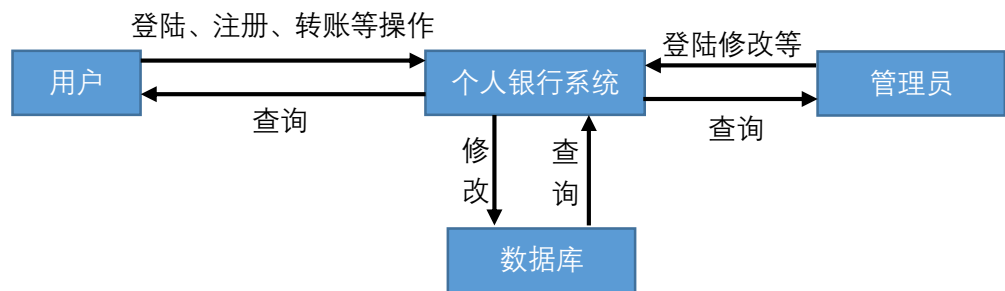 登陆、注册、转账等操作
登陆修改等
用户
个人银行系统
管理员
查询
查询
修改
查询
数据库